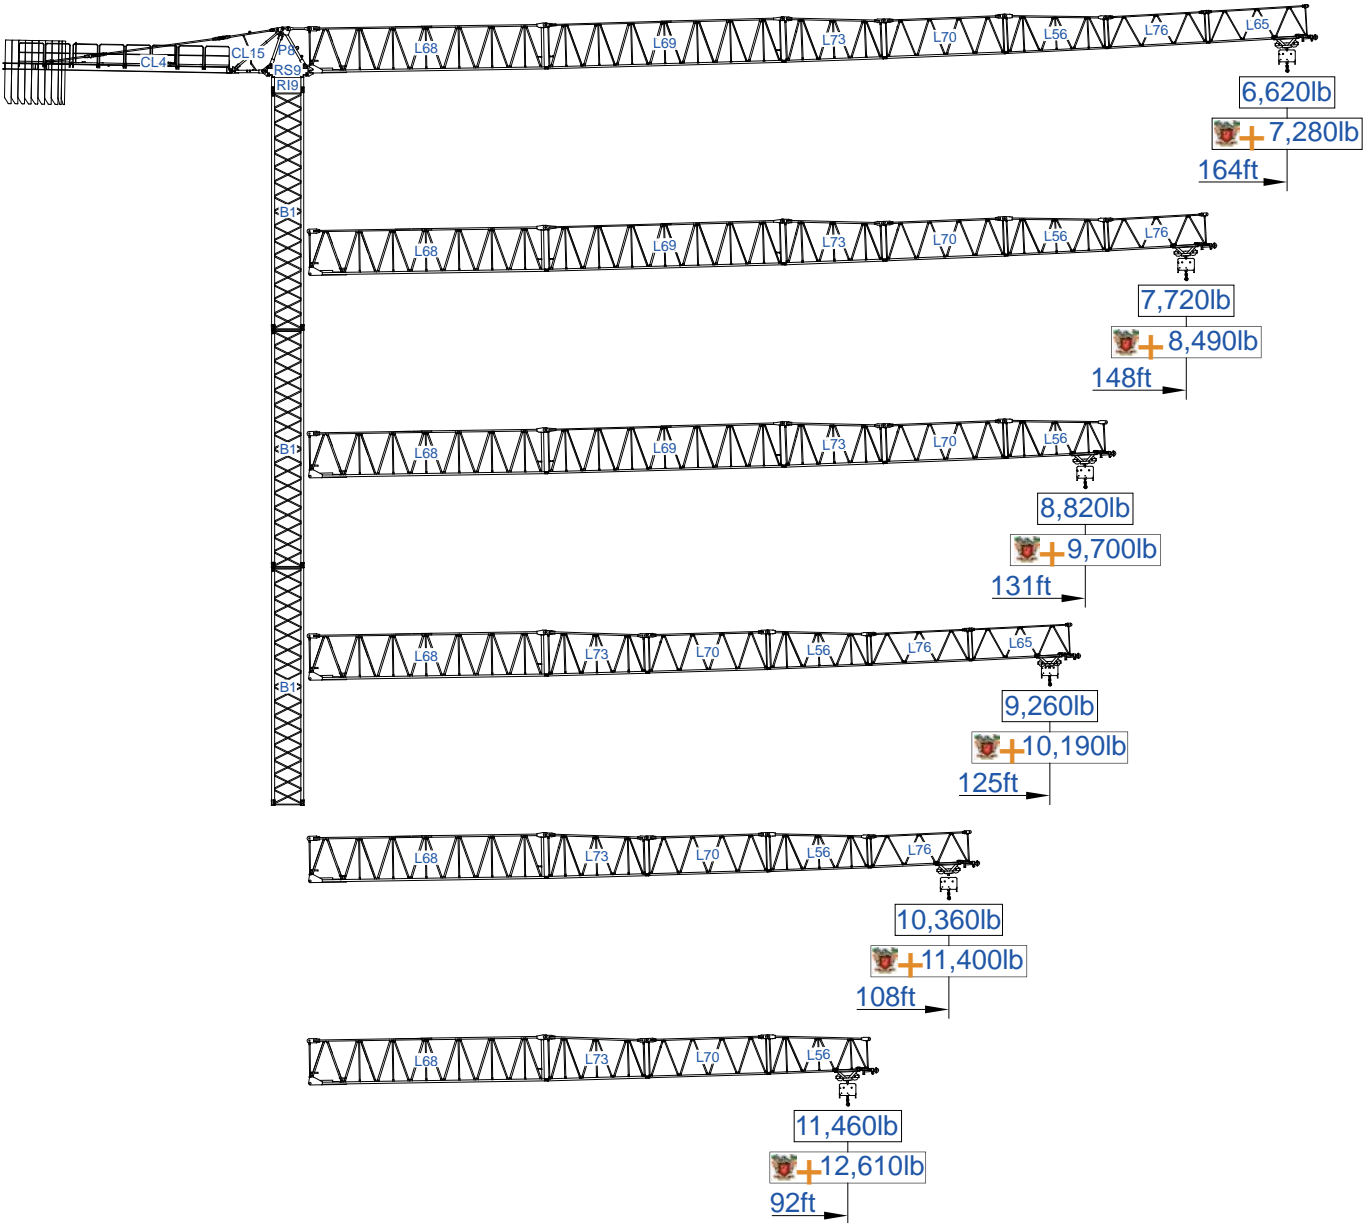 CL4 CL15 P8 L68 L69 L73 L70 L56 L76 L65
RS9
RI9
6,620lb
+ 7,280lb
164ft
B1
L68 L69 L73 L70 L56 L76
7,720lb
+ 8,490lb
148ft
B1
L68 L69 L73 L70 L56
8,820lb
+ 9,700lb
131ft
B1
L68 L73 L70 L56 L76 L65
9,260lb
+10,190lb
125ft
L68 L73 L70 L56 L76
10,360lb
+11,400lb
108ft
L68 L73 L70 L56
11,460lb
+12,610lb
92ft